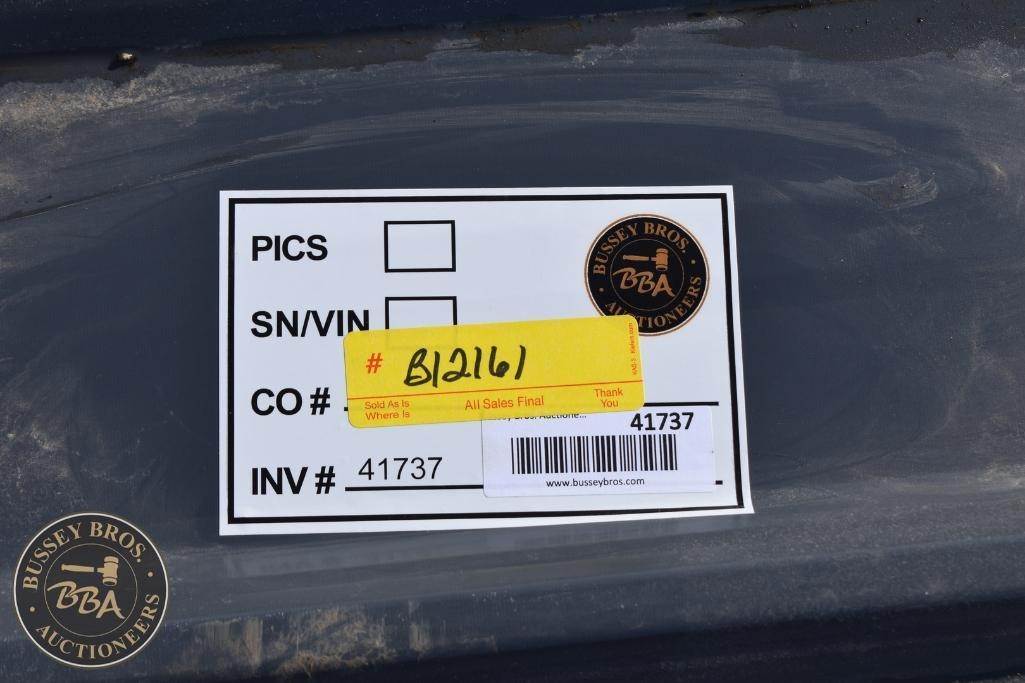 PICS
BUSSEY BROS.
BBA
AUCTIONEERS
SN/VIN
# B12161
Sold As Is
Where Is
All Sales Final
Thank
You
CO #
41737
www.busseybros.com
INV # 41737
BUSSEY BROS.
BBA
AUCTIONEERS